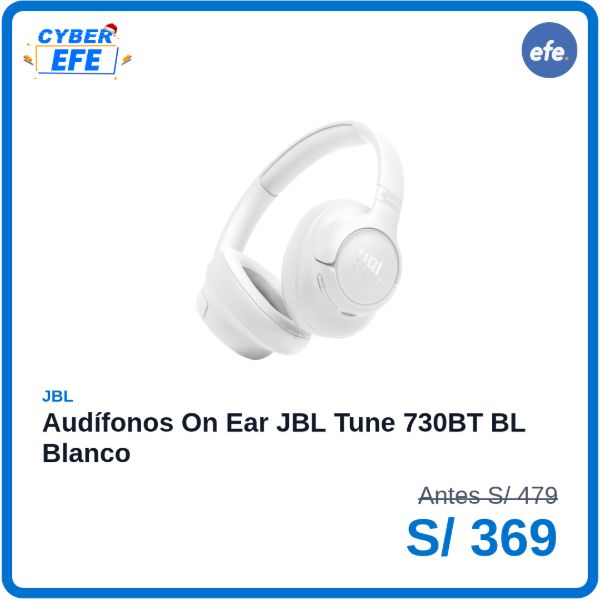 CYBER
EFE
efe.
JBL
JBL
Audífonos On Ear JBL Tune 730BT BL
Blanco
Antes S/ 479
S/ 369